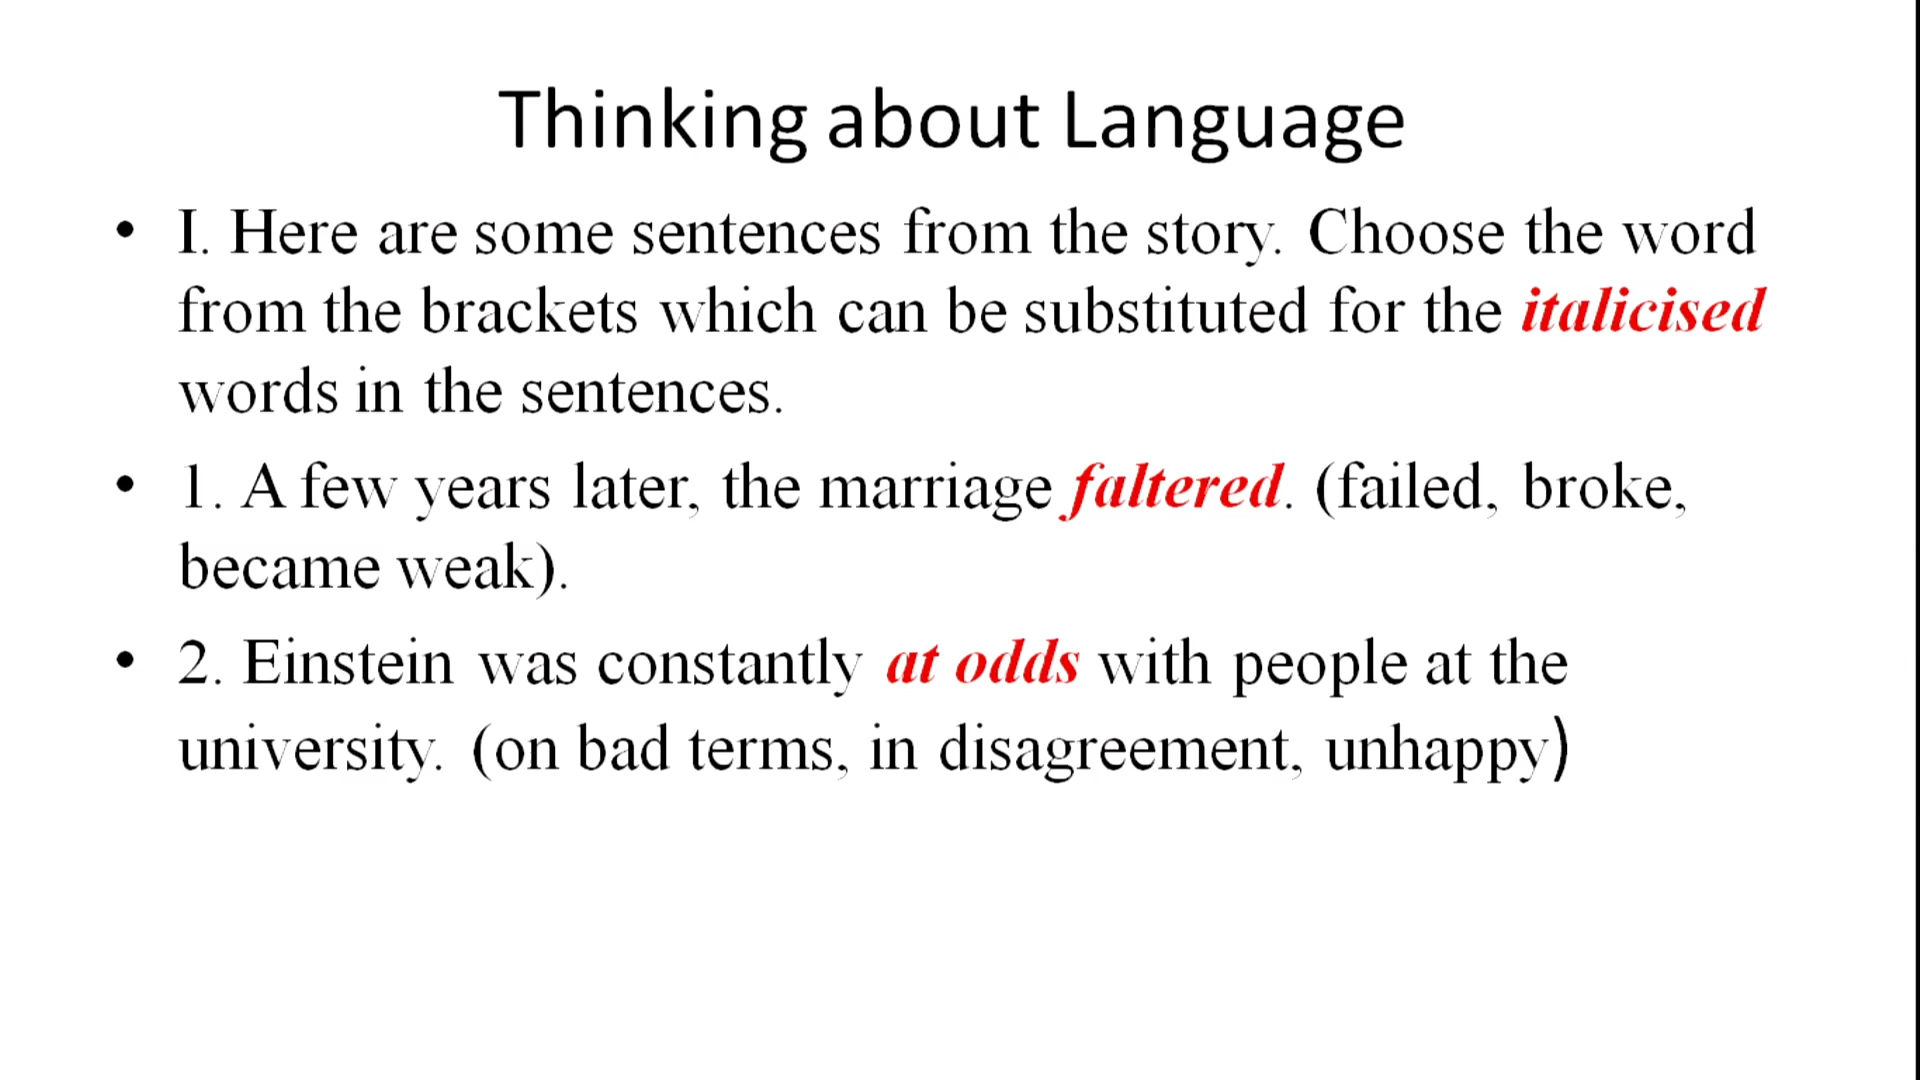 Thinking about Language
• I. Here are some sentences from the story. Choose the word
from the brackets which can be substituted for the italicised
words in the sentences.
• 1. A few years later, the marriage faltered. (failed, broke,
became weak).
• 2. Einstein was constantly at odds with people at the
university. (on bad terms, in disagreement, unhappy)